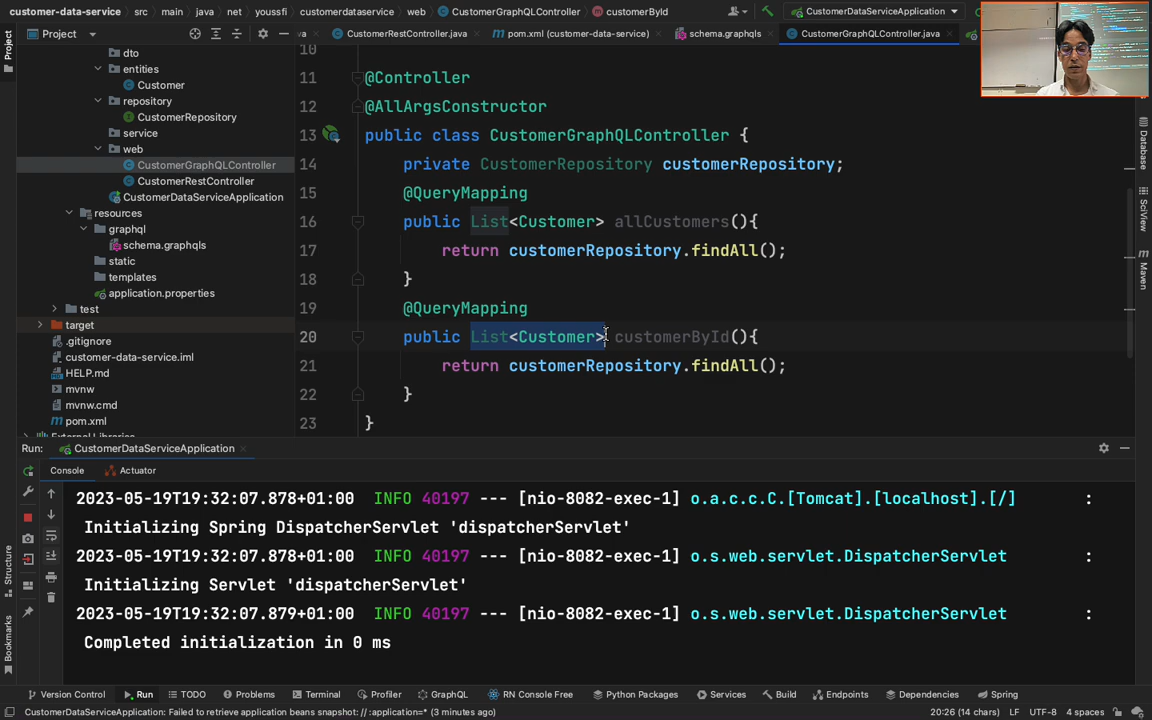 customer-data-service
src
main
java
net
youssfi
customerdataservice
web
CustomerGraphQLController
customerById
CustomerDataServiceApplication
Project
CustomerRestController.java
pom.xml (customer-data-service)
schema.graphqls
CustomerGraphQLController.java
dto
entities
Customer
repository
CustomerRepository
service
web
CustomerGraphQLController
CustomerRestController
CustomerDataServiceApplication
resources
graphql
schema.graphqls
static
templates
application.properties
test
target
.gitignore
customer-data-service.iml
HELP.md
mvnw
mvnw.cmd
pom.xml
External Libraries
10
11 @Controller
12 @AllArgsConstructor
13 public class CustomerGraphQLController {
14 private CustomerRepository customerRepository;
15 @QueryMapping
16 public List<Customer> allCustomers(){
17 return customerRepository.findAll();
18 }
19 @QueryMapping
20 public List<Customer> customerById(){
21 return customerRepository.findAll();
22 }
23 }
Project
Structure
Bookmarks
Database
SciView
Maven
Run: CustomerDataServiceApplication
Console Actuator
2023-05-19T19:32:07.878+01:00 INFO 40197 --- [nio-8082-exec-1] o.a.c.c.C.[Tomcat].[localhost].[/] :
Initializing Spring DispatcherServlet 'dispatcherServlet'
2023-05-19T19:32:07.878+01:00 INFO 40197 --- [nio-8082-exec-1] o.s.web.servlet.DispatcherServlet :
Initializing Servlet 'dispatcherServlet'
2023-05-19T19:32:07.879+01:00 INFO 40197 --- [nio-8082-exec-1] o.s.web.servlet.DispatcherServlet :
Completed initialization in 0 ms
Version Control Run TODO Problems Terminal Profiler GraphQL RN Console Free Python Packages Services Build Endpoints Dependencies Spring
CustomerDataServiceApplication: Failed to retrieve application beans snapshot: // :application=* (3 minutes ago) 20:26 (14 chars) LF UTF-8 4 spaces